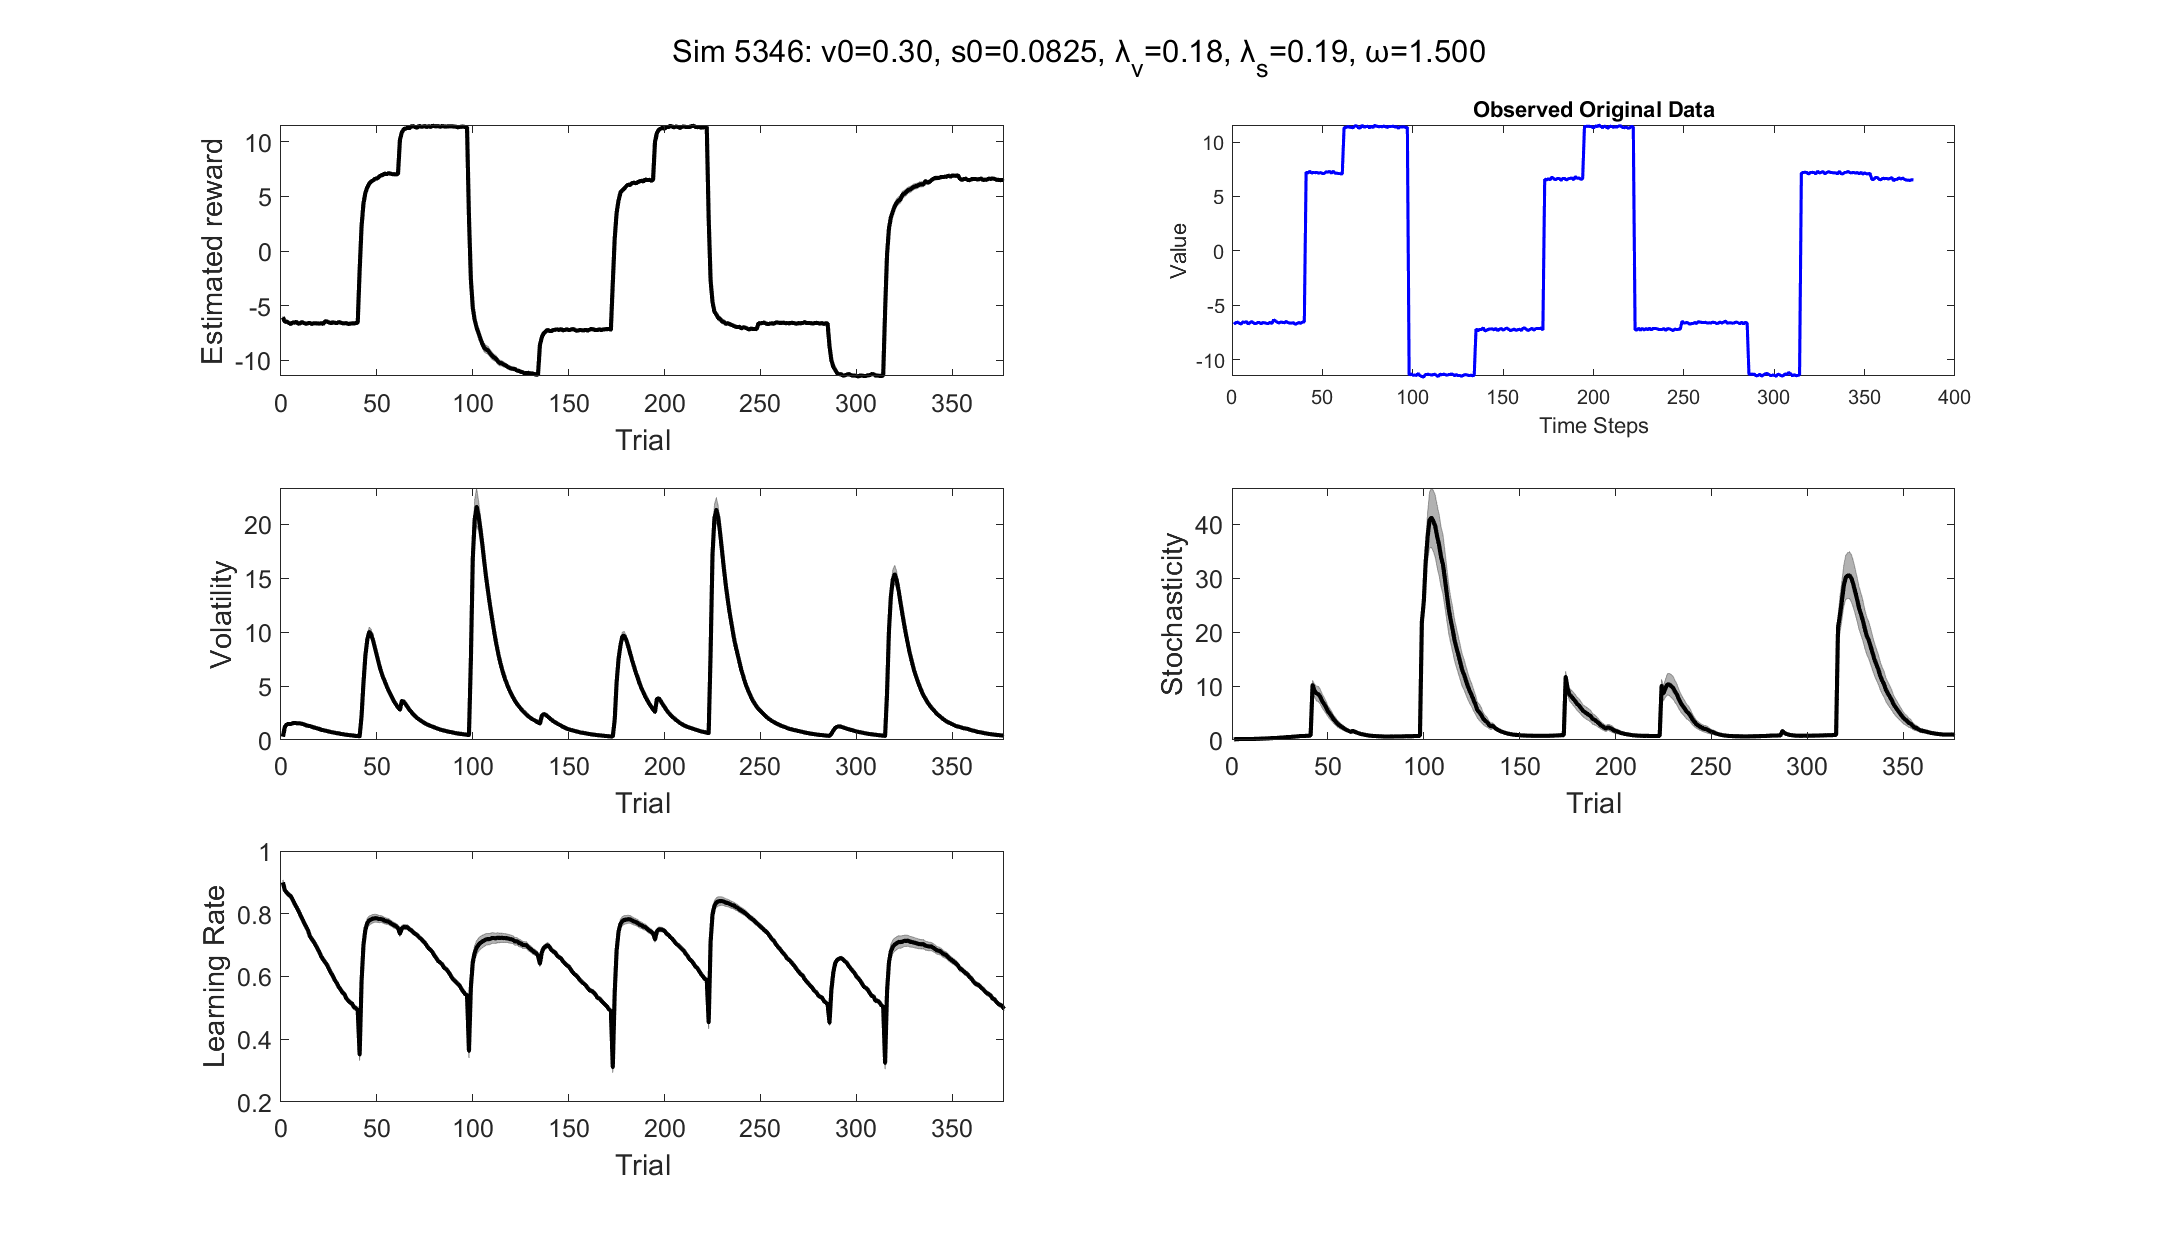 Sim 5346: v0=0.30, s0=0.0825, λv=0.18, λs=0.19, ω=1.500
Estimated reward
10
5
0
-5
-10
0 50 100 150 200 250 300 350
Trial
Observed Original Data
Value
10
5
0
-5
-10
0 50 100 150 200 250 300 350 400
Time Steps
Volatility
20
15
10
5
0
0 50 100 150 200 250 300 350
Trial
Stochasticity
40
30
20
10
0
0 50 100 150 200 250 300 350
Trial
Learning Rate
1
0.8
0.6
0.4
0.2
0 50 100 150 200 250 300 350
Trial